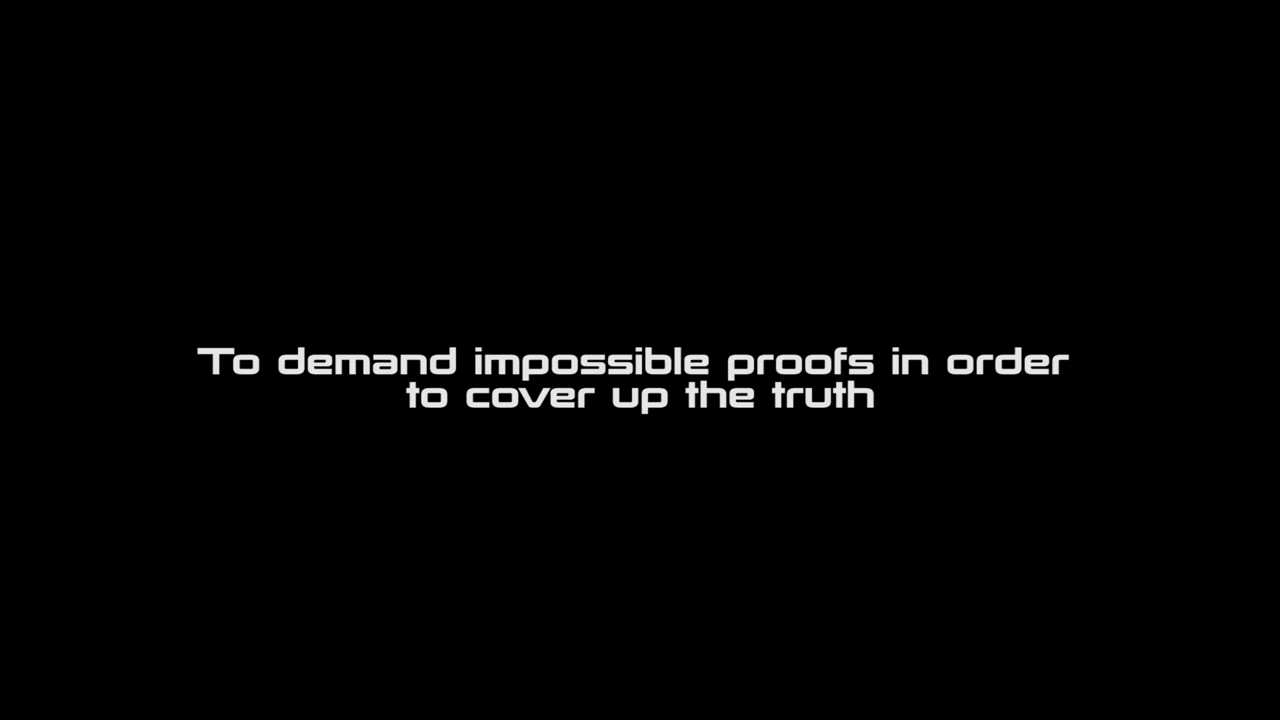 To demand impossible proofs in order
to cover up the truth